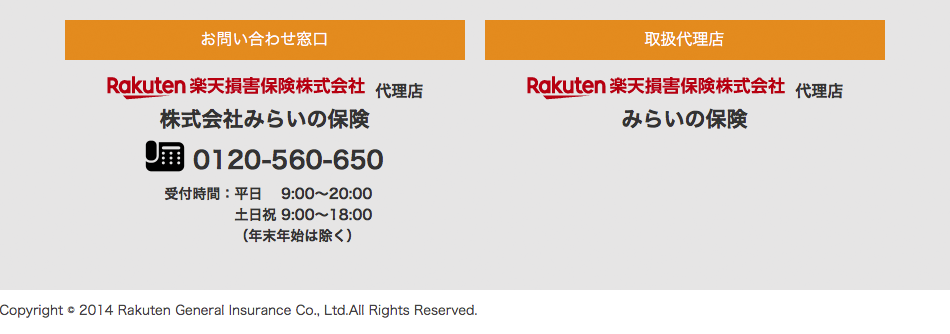 お問い合わせ窓口
Rakuten 楽天損害保険株式会社 代理店
株式会社みらいの保険
0120-560-650
受付時間：平日 9:00〜20:00
土日祝 9:00〜18:00
（年末年始は除く）
取扱代理店
Rakuten 楽天損害保険株式会社 代理店
みらいの保険
Copyright © 2014 Rakuten General Insurance Co., Ltd.All Rights Reserved.